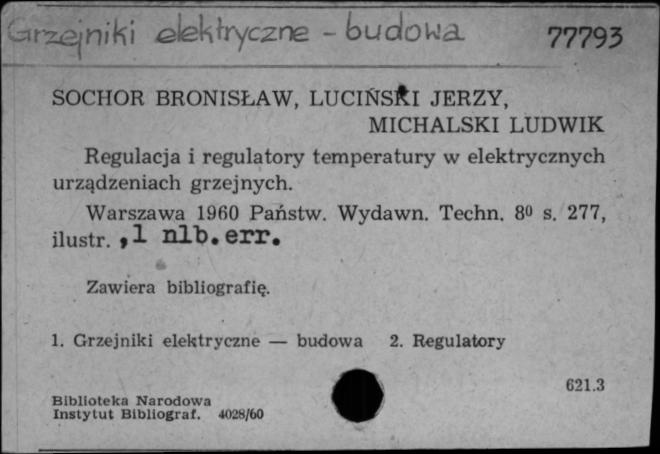 Grzejniki elektryczne - budowa 77793
SOCHOR BRONISŁAW, LUCIŃSKI JERZY,
MICHALSKI LUDWIK
Regulacja i regulatory temperatury w elektrycznych
urządzeniach grzejnych.
Warszawa 1960 Państw. Wydawn. Techn. 8⁰ s. 277,
ilustr. ,1 nlb.err.
Zawiera bibliografię.
1. Grzejniki elektryczne — budowa 2. Regulatory
621.3
Biblioteka Narodowa
Instytut Bibliograf. 4028/60